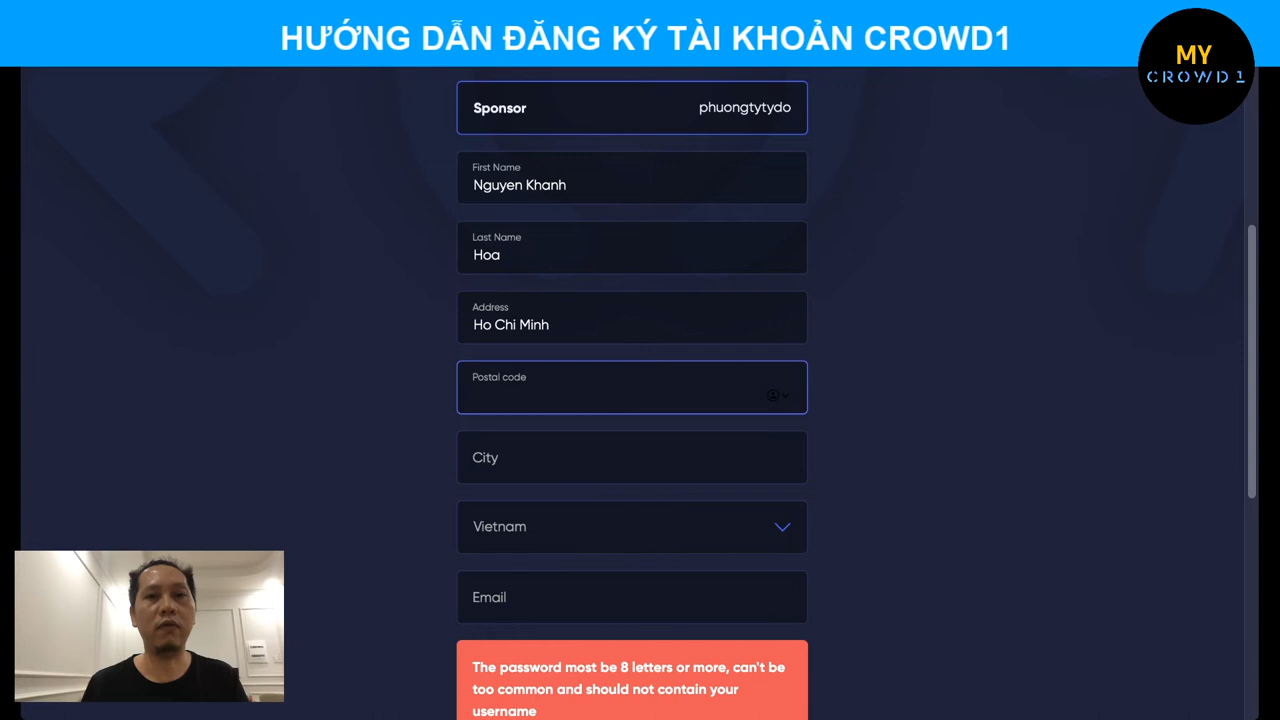 HƯỚNG DẪN ĐĂNG KÝ TÀI KHOẢN CROWD1
MY
CROWD1
Sponsor phuongtytydo
First Name
Nguyen Khanh
Last Name
Hoa
Address
Ho Chi Minh
Postal code
City
Vietnam
Email
The password most be 8 letters or more, can't be
too common and should not contain your
username